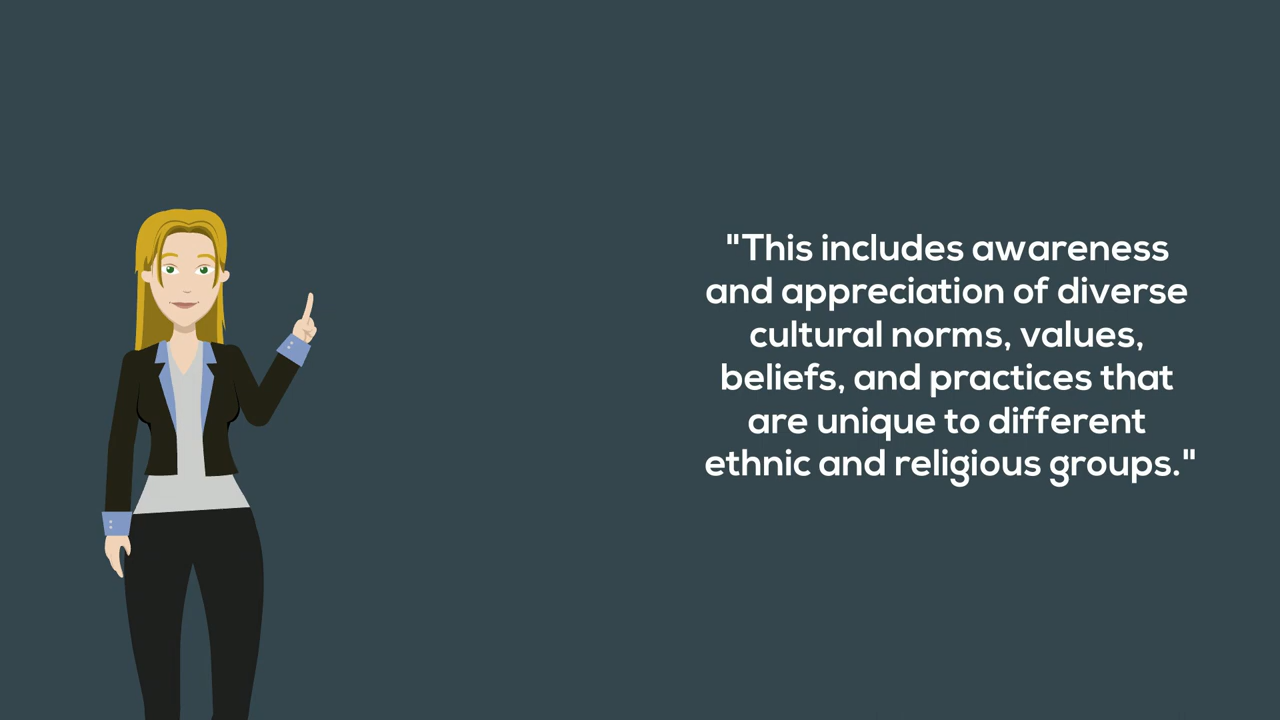 "This includes awareness
and appreciation of diverse
cultural norms, values,
beliefs, and practices that
are unique to different
ethnic and religious groups."